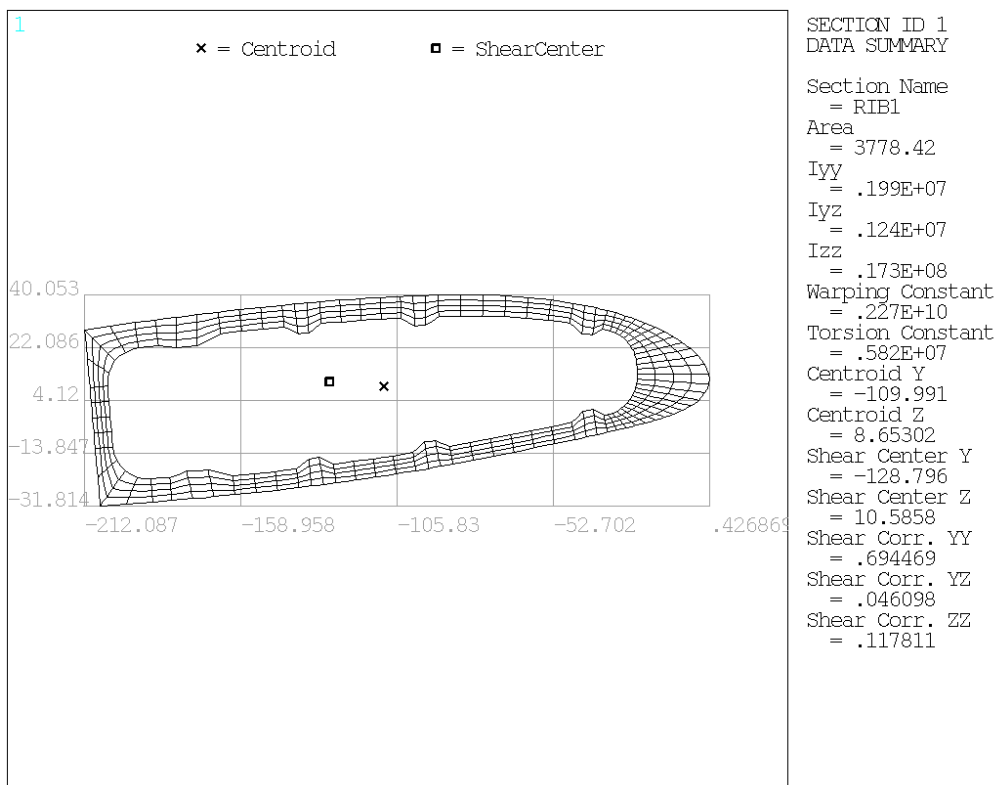 1
× = Centroid
□ = ShearCenter
40.053
22.086
4.12
-13.847
-31.814
-212.087
-158.958
-105.83
-52.702
.426869
SECTION ID 1
DATA SUMMARY
Section Name
= RIB1
Area
= 3778.42
Iyy
= .199E+07
Iyz
= .124E+07
Izz
= .173E+08
Warping Constant
= .227E+10
Torsion Constant
= .582E+07
Centroid Y
= -109.991
Centroid Z
= 8.65302
Shear Center Y
= -128.796
Shear Center Z
= 10.5858
Shear Corr. YY
= .694469
Shear Corr. YZ
= .046098
Shear Corr. ZZ
= .117811